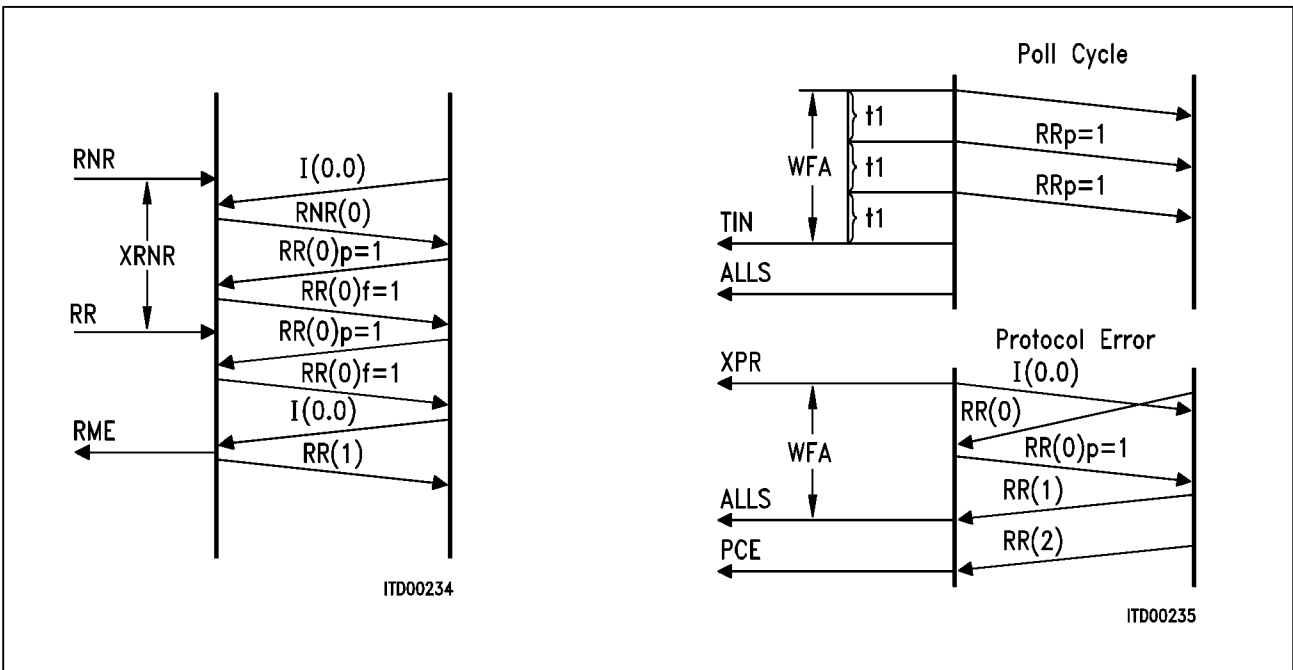 RNR
I(0.0)
RNR(0)
XRNR
RR(0)p=1
RR(0)f=1
RR
RR(0)p=1
RR(0)f=1
I(0.0)
RME
RR(1)
ITD00234
Poll Cycle
t1
RRp=1
WFA
t1
RRp=1
t1
TIN
ALLS
Protocol Error
XPR
I(0.0)
RR(0)
WFA
RR(0)p=1
RR(1)
ALLS
RR(2)
PCE
ITD00235